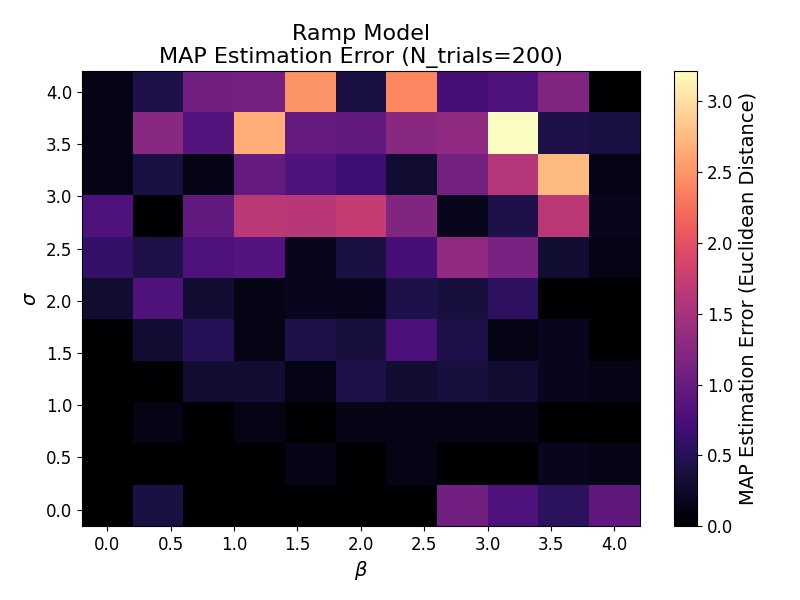 Ramp Model
MAP Estimation Error (N_trials=200)
4.0
3.5
3.0
2.5
2.0
1.5
1.0
0.5
0.0
σ
0.0 0.5 1.0 1.5 2.0 2.5 3.0 3.5 4.0
β
3.0
2.5
2.0
1.5
1.0
0.5
0.0
MAP Estimation Error (Euclidean Distance)